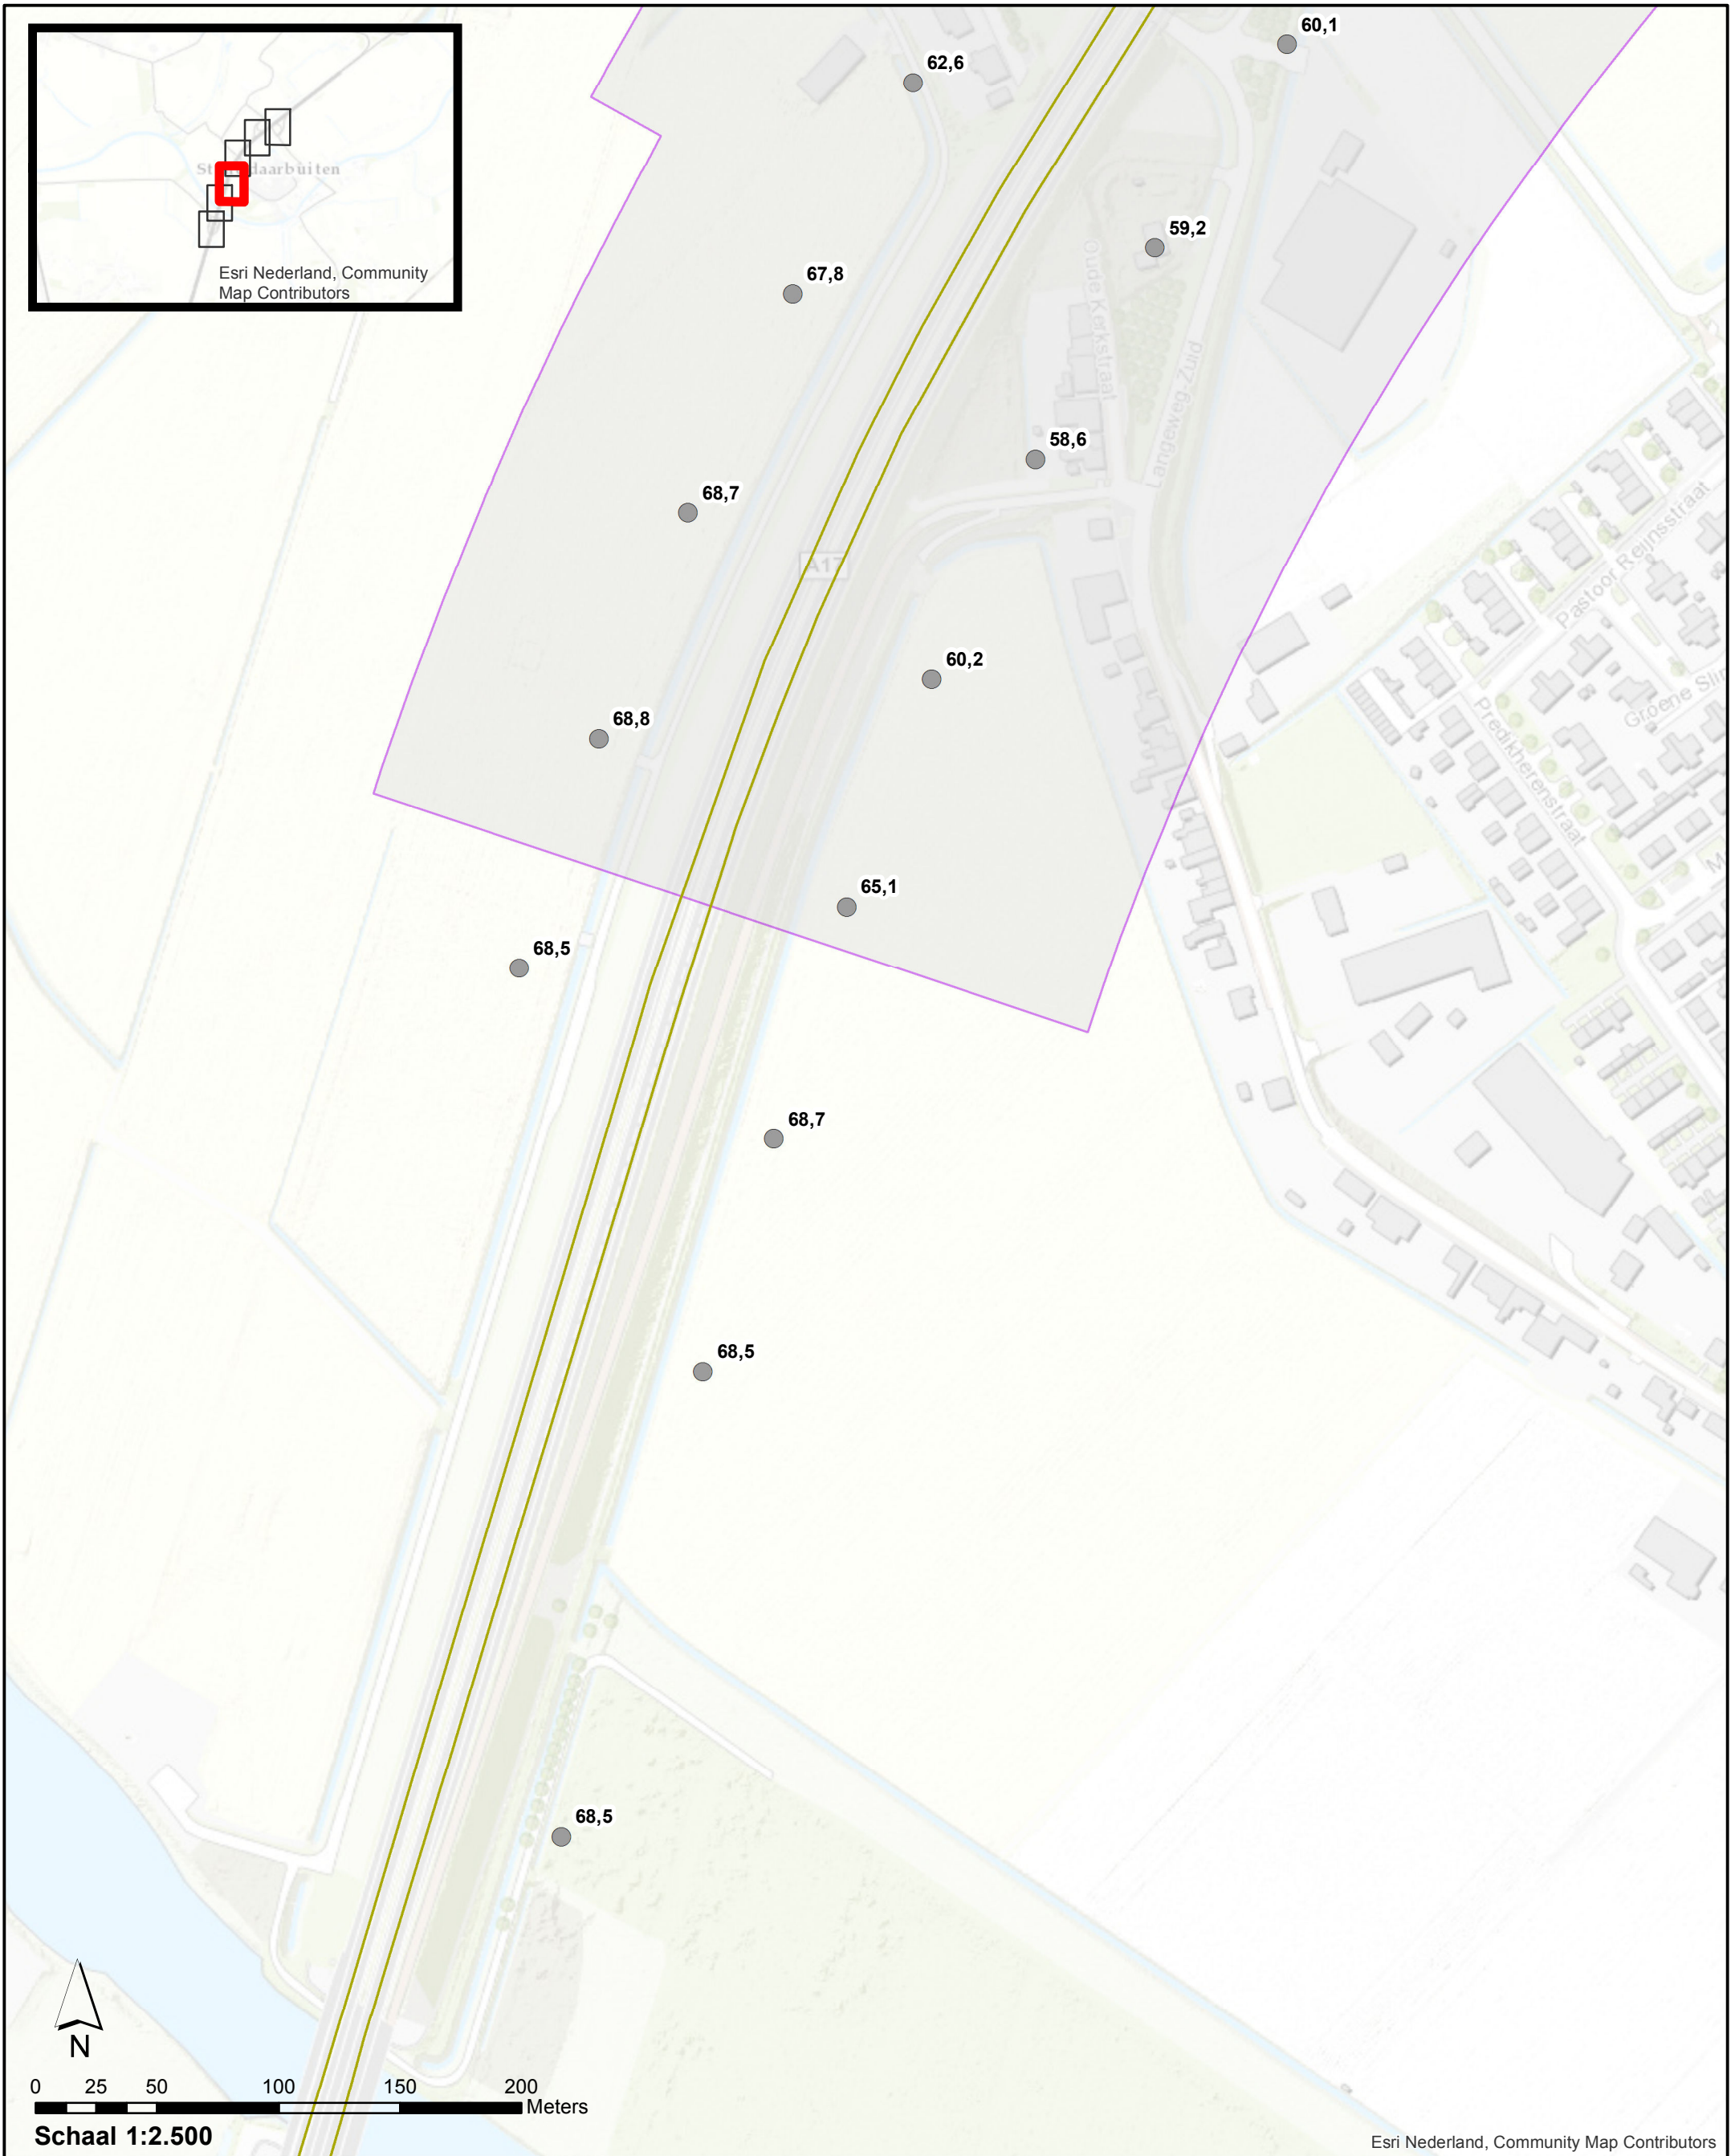 Esri Nederland, Community
Map Contributors
60,1
62,6
59,2
67,8
Oude Kerkstraat
Langeweg-Zuid
58,6
68,7
A17
Pastoor Reijnsstraat
60,2
Groene
68,8
Predikherenstraat
65,1
68,5
68,7
68,5
68,5
N
0 25 50 100 150 200
Meters
Schaal 1:2.500
Esri Nederland, Community Map Contributors